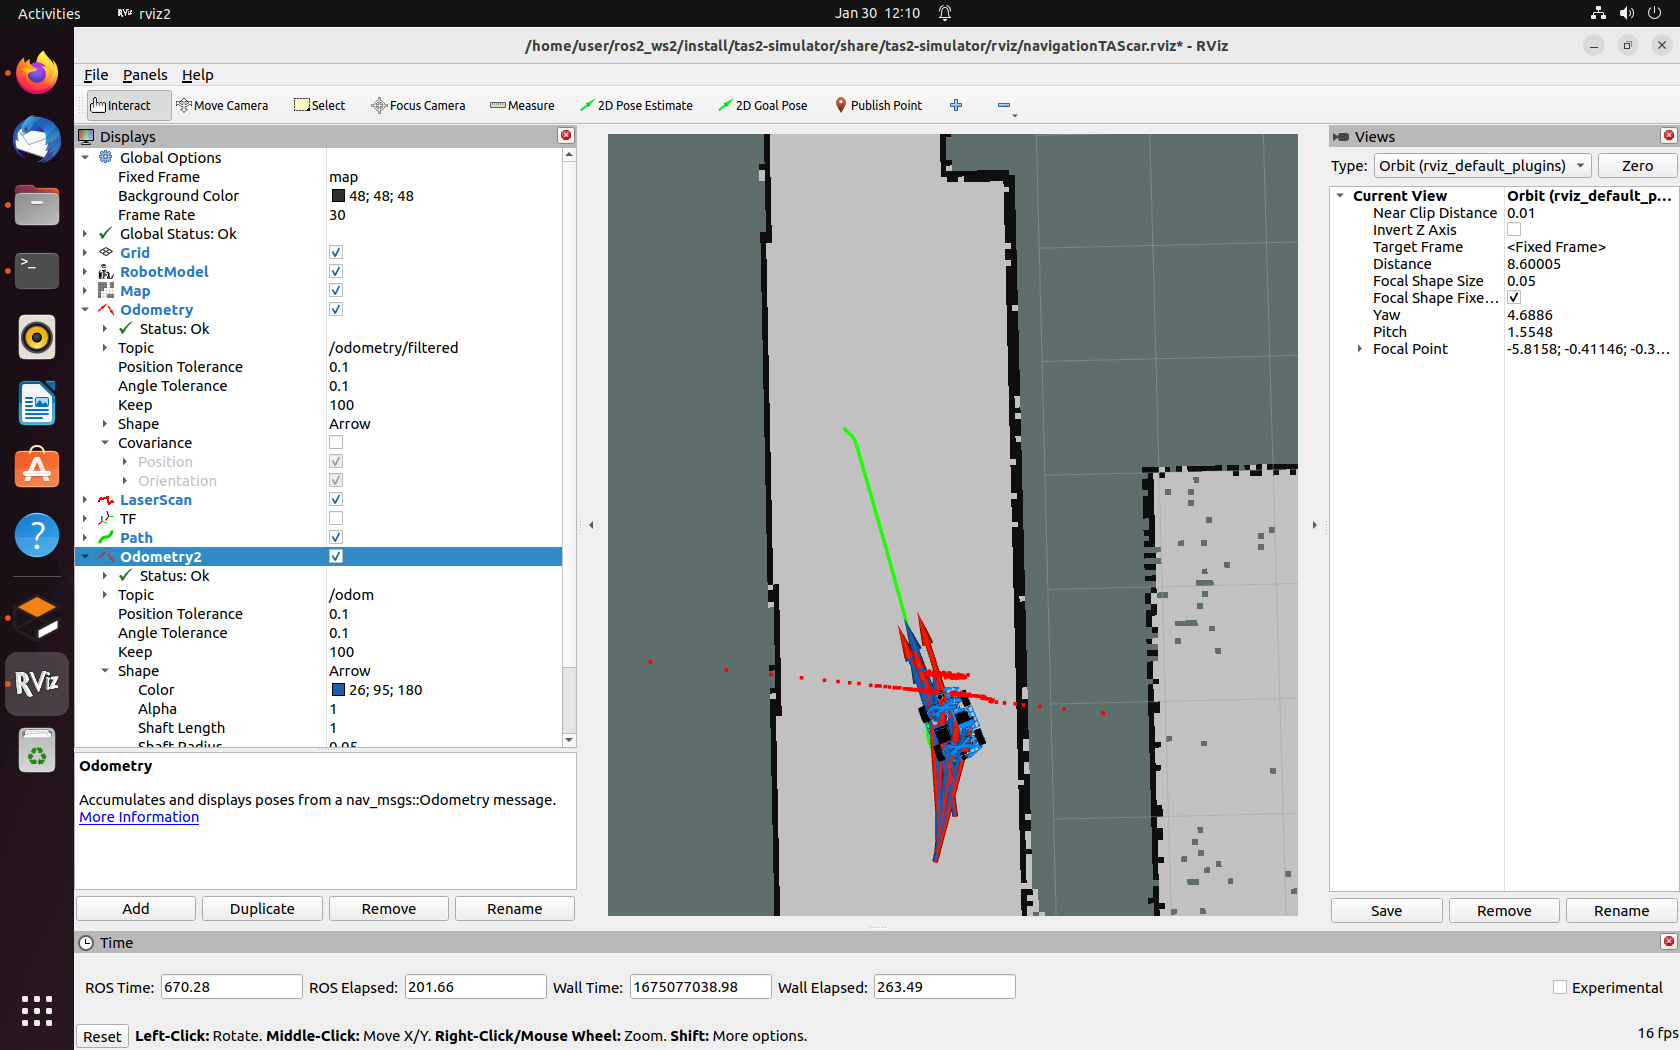 Activities
rviz2
Jan 30 12:10
/home/user/ros2_ws2/install/tas2-simulator/share/tas2-simulator/rviz/navigationTAScar.rviz* - RViz
File Panels Help
Interact Move Camera Select Focus Camera Measure 2D Pose Estimate 2D Goal Pose Publish Point
Displays
Global Options
Fixed Frame map
Background Color 48; 48; 48
Frame Rate 30
Global Status: Ok
Grid
RobotModel
Map
Odometry
Status: Ok
Topic /odometry/filtered
Position Tolerance 0.1
Angle Tolerance 0.1
Keep 100
Shape Arrow
Covariance
Position
Orientation
LaserScan
TF
Path
Odometry2
Status: Ok
Topic /odom
Position Tolerance 0.1
Angle Tolerance 0.1
Keep 100
Shape Arrow
Color 26; 95; 180
Alpha 1
Shaft Length 1
Shaft Radius 0.05
Odometry
Accumulates and displays poses from a nav_msgs::Odometry message.
More Information
Add Duplicate Remove Rename
Views
Type: Orbit (rviz_default_plugins) Zero
Current View Orbit (rviz_default_p...
Near Clip Distance 0.01
Invert Z Axis
Target Frame <Fixed Frame>
Distance 8.60005
Focal Shape Size 0.05
Focal Shape Fixe...
Yaw 4.6886
Pitch 1.5548
Focal Point -5.8158; -0.41146; -0.3...
Save Remove Rename
RViz
Time
ROS Time: 670.28 ROS Elapsed: 201.66 Wall Time: 1675077038.98 Wall Elapsed: 263.49 Experimental
Reset Left-Click: Rotate. Middle-Click: Move X/Y. Right-Click/Mouse Wheel: Zoom. Shift: More options. 16 fps